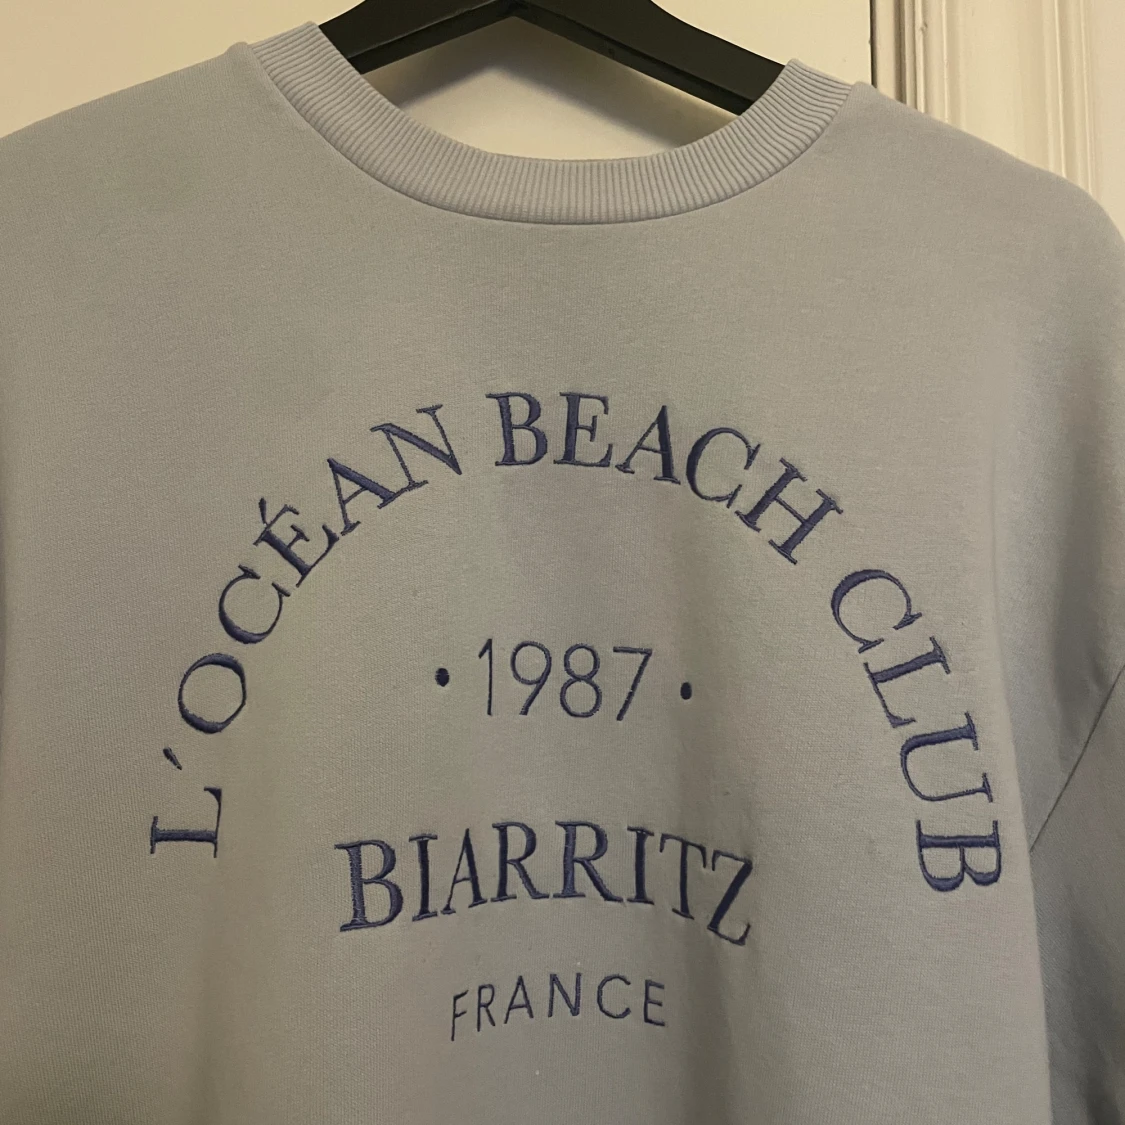 L'OCÉAN BEACH CLUB
• 1987 •
BIARRITZ
FRANCE